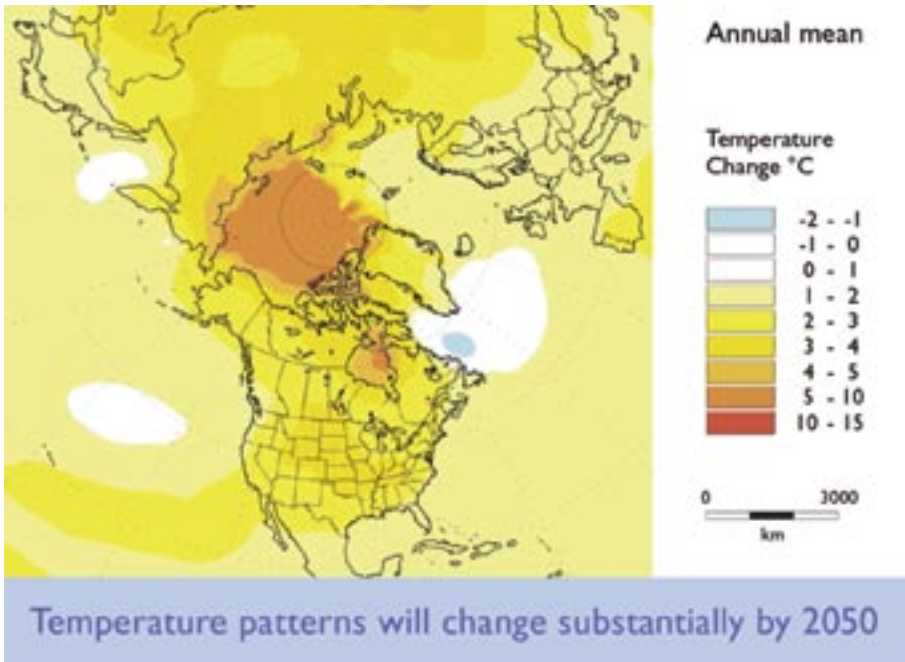 Annual mean
Temperature
Change °C
-2 - -1
-1 - 0
0 - 1
1 - 2
2 - 3
3 - 4
4 - 5
5 - 10
10 - 15
0 3000
km
Temperature patterns will change substantially by 2050